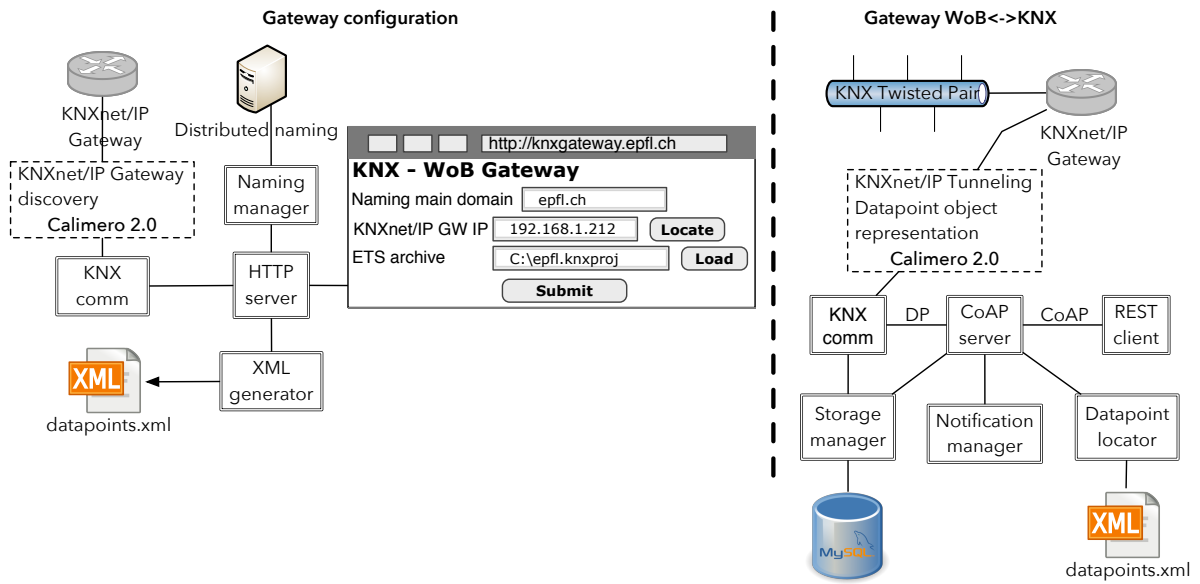 Gateway configuration
KNXnet/IP
Gateway
Distributed naming
KNXnet/IP Gateway
discovery
Calimero 2.0
Naming
manager
KNX
comm
HTTP
server
XML
generator
XML
datapoints.xml
http://knxgateway.epfl.ch
KNX - WoB Gateway
Naming main domain epfl.ch
KNXnet/IP GW IP 192.168.1.212 Locate
ETS archive C:\epfl.knxproj Load
Submit
Gateway WoB<->KNX
KNX Twisted Pair
KNXnet/IP
Gateway
KNXnet/IP Tunneling
Datapoint object
representation
Calimero 2.0
KNX
comm
DP
CoAP
server
CoAP
REST
client
Storage
manager
Notification
manager
Datapoint
locator
MySQL
XML
datapoints.xml